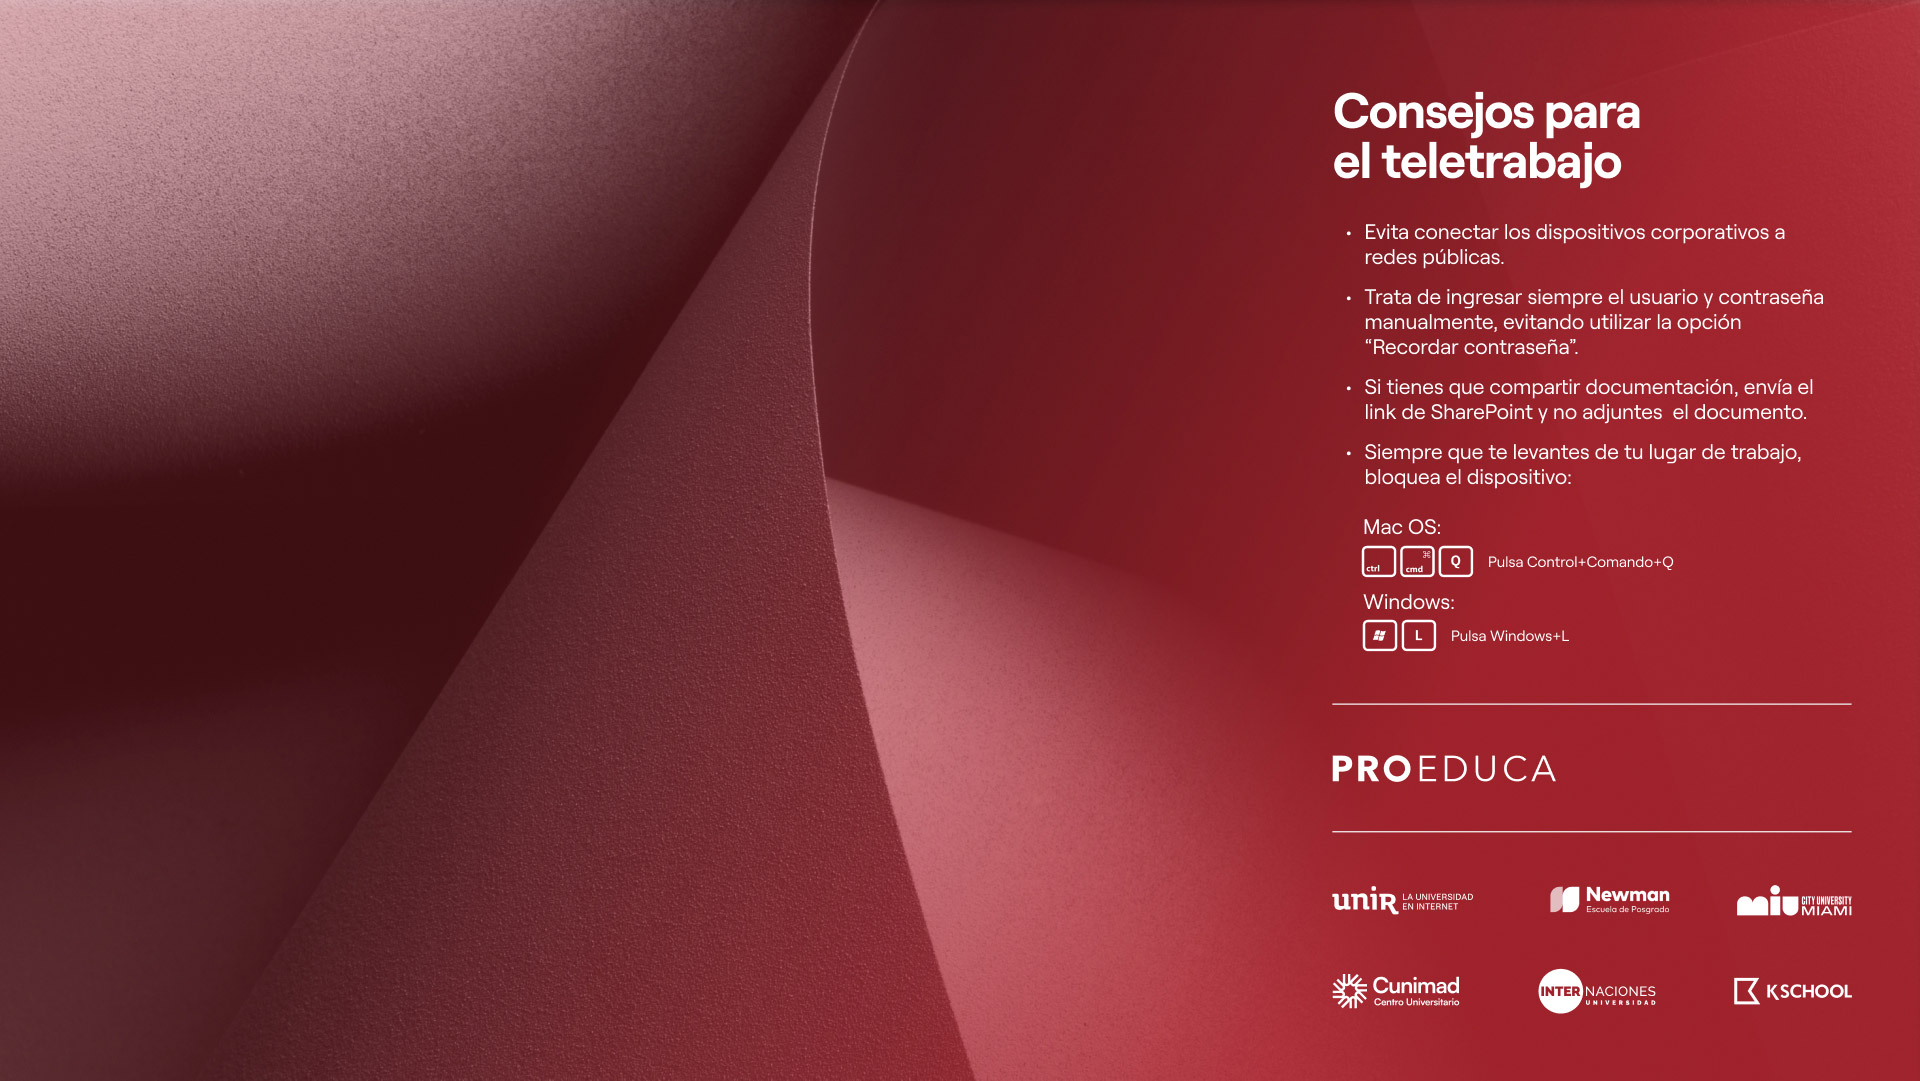 Consejos para
el teletrabajo
• Evita conectar los dispositivos corporativos a
redes públicas.
• Trata de ingresar siempre el usuario y contraseña
manualmente, evitando utilizar la opción
“Recordar contraseña”.
• Si tienes que compartir documentación, envía el
link de SharePoint y no adjuntes  el documento.
• Siempre que te levantes de tu lugar de trabajo,
bloquea el dispositivo:
Mac OS:
ctrl ⌘ cmd Q Pulsa Control+Comando+Q
Windows:
L Pulsa Windows+L
PROEDUCA
unir LA UNIVERSIDAD
EN INTERNET
Newman
Escuela de Posgrado
miu CITY UNIVERSITY
MIAMI
Cunimad
Centro Universitario
INTERNACIONES
UNIVERSIDAD
KSCHOOL